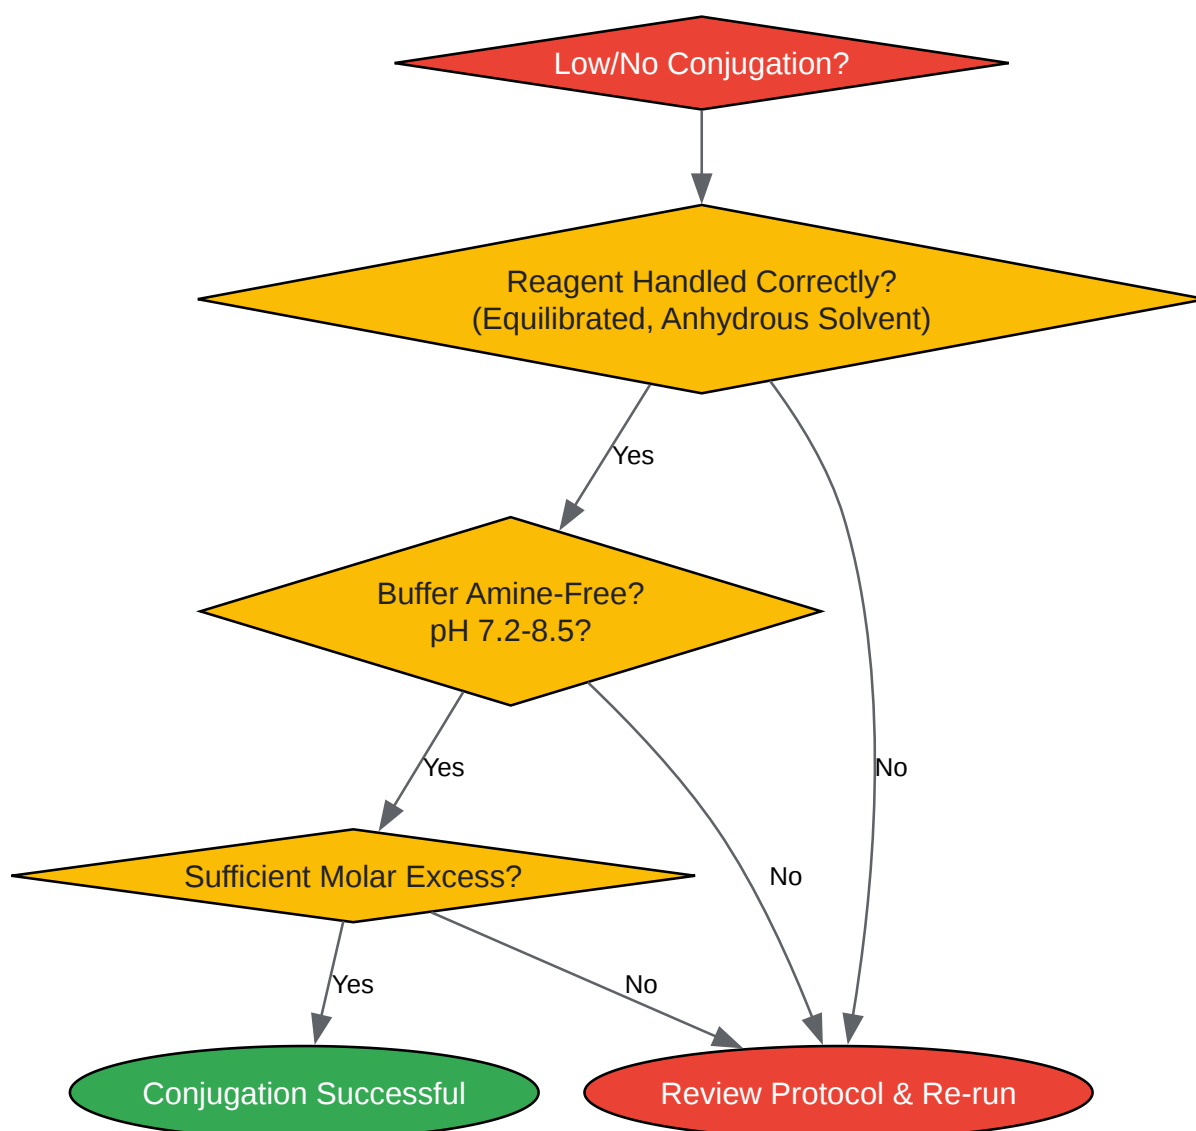 Low/No Conjugation?
Reagent Handled Correctly?
(Equilibrated, Anhydrous Solvent)
Yes
Buffer Amine-Free?
pH 7.2-8.5?
Yes
No
Sufficient Molar Excess?
No
Yes
No
Conjugation Successful
Review Protocol & Re-run